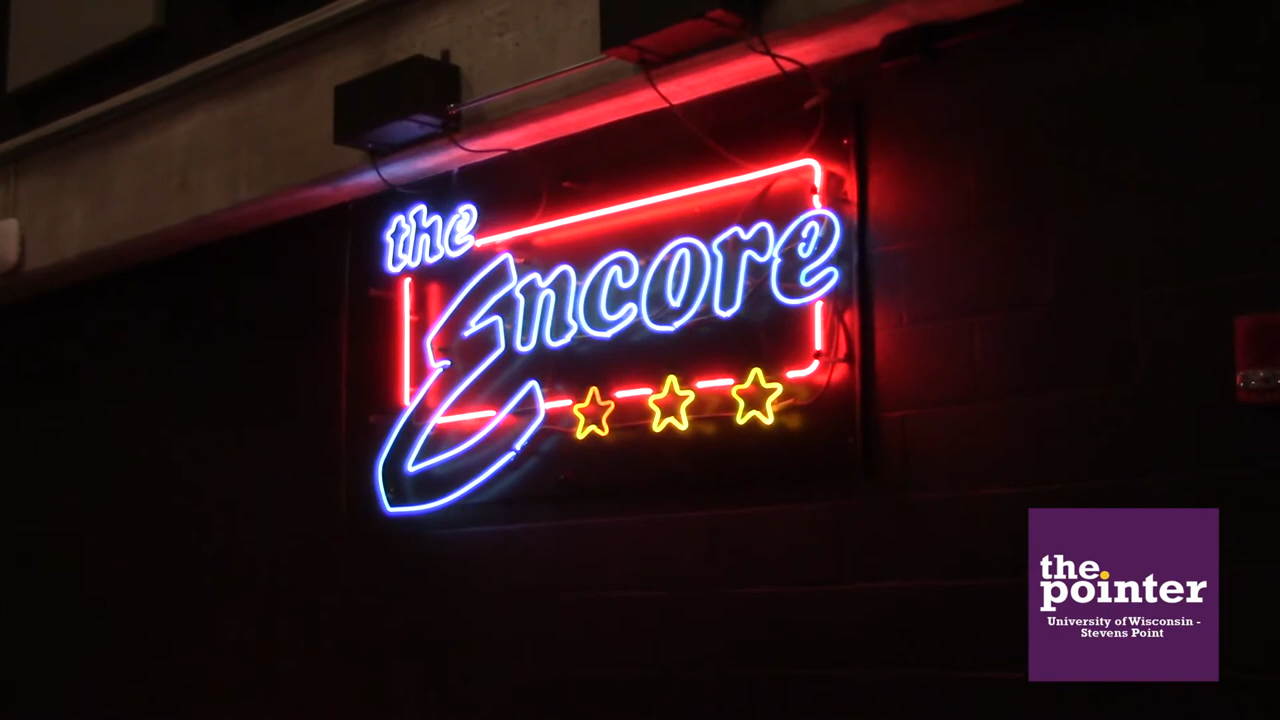 the
Encore
the
pointer
University of Wisconsin -
Stevens Point